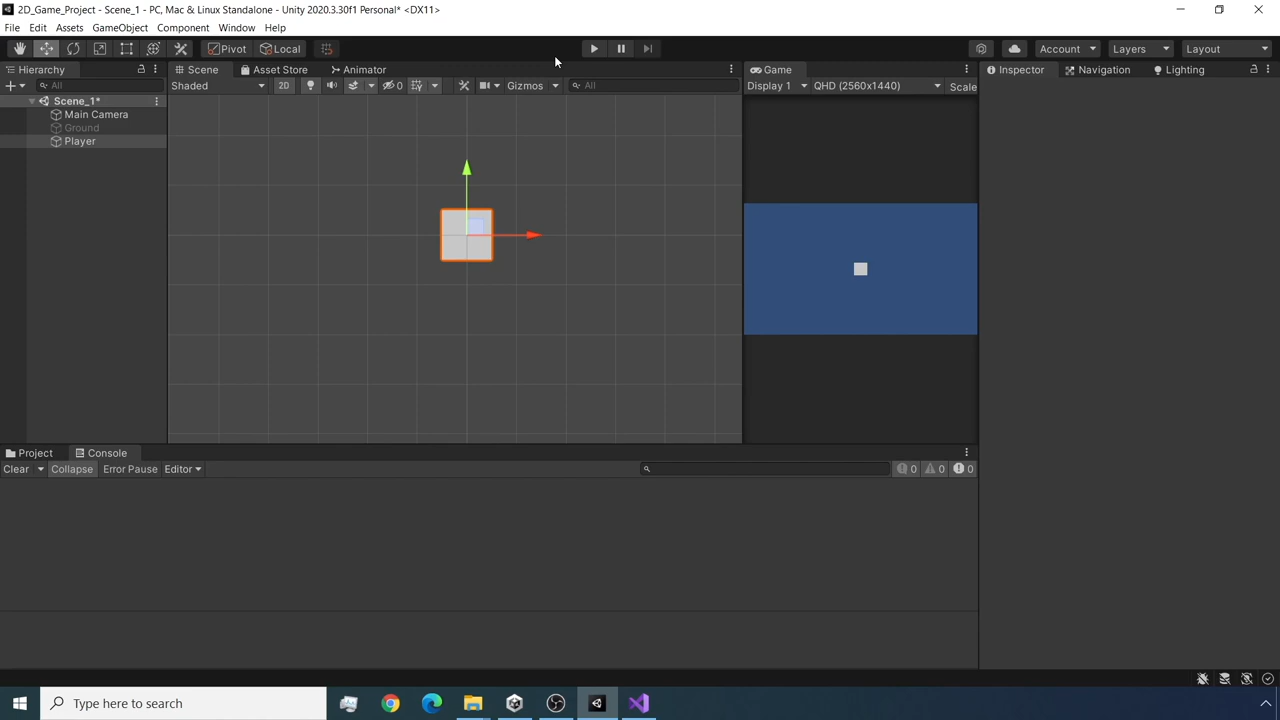 2D_Game_Project - Scene_1 - PC, Mac & Linux Standalone - Unity 2020.3.30f1 Personal* <DX11>
File Edit Assets GameObject Component Window Help
Pivot Local Account Layers Layout
Hierarchy Scene Asset Store Animator Game Inspector Navigation Lighting
All Shaded 2D 0 Gizmos All Display 1 QHD (2560x1440) Scale
Scene_1*
Main Camera
Ground
Player
Project Console
Clear Collapse Error Pause Editor 0 0 0
Type here to search